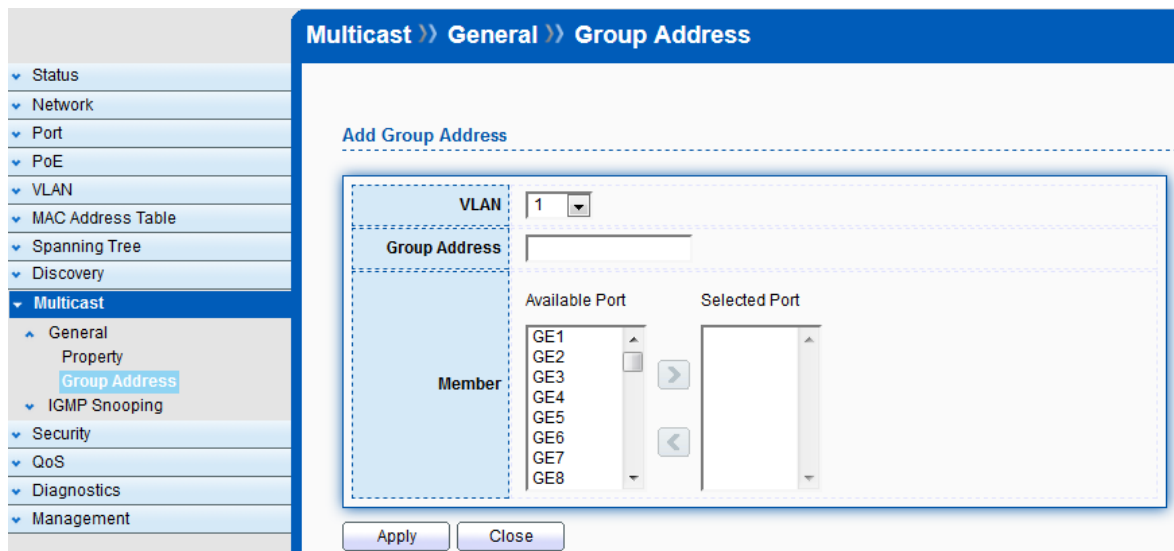 Multicast 》 General 》 Group Address
Status
Network
Port
PoE
VLAN
MAC Address Table
Spanning Tree
Discovery
Multicast
General
Property
Group Address
IGMP Snooping
Security
QoS
Diagnostics
Management
Add Group Address
VLAN 1
Group Address
Member
Available Port Selected Port
GE1
GE2
GE3
GE4
GE5
GE6
GE7
GE8
Apply Close